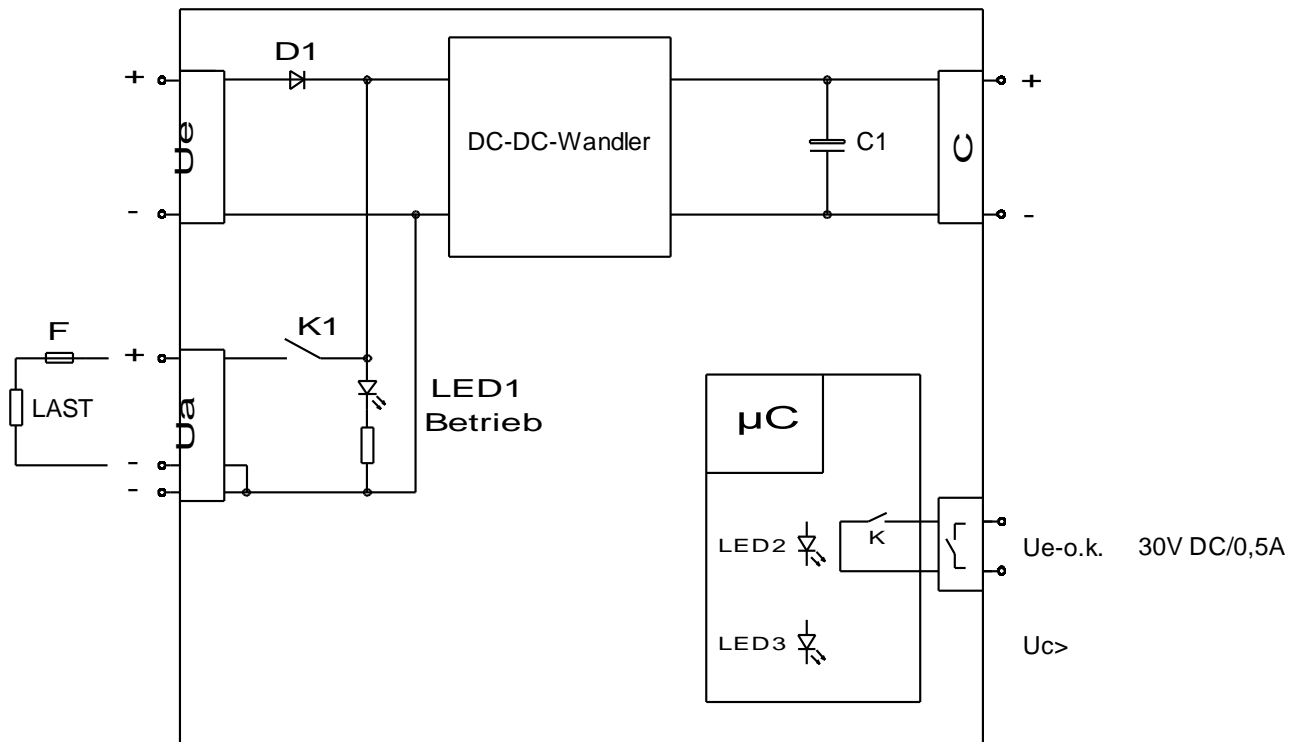 D1
+
Ue
-
DC-DC-Wandler
C1
+
C
-
F
+
K1
LAST
Ua
-
-
LED1
Betrieb
µC
LED2
K
Ue-o.k. 30V DC/0,5A
LED3
Uc>